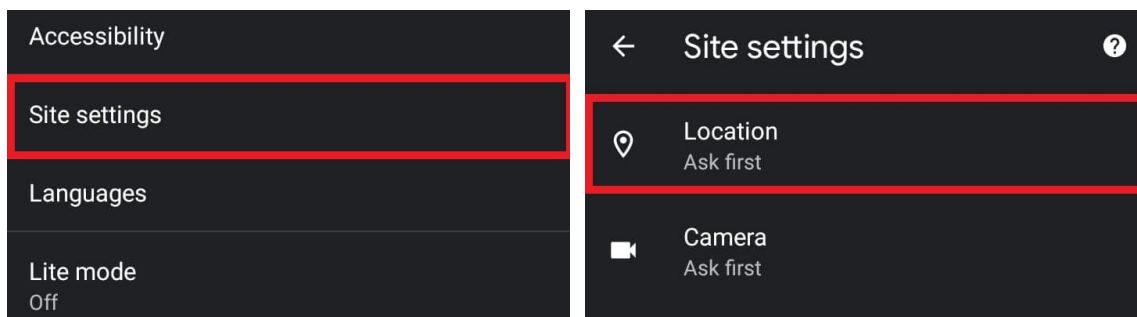 Accessibility
Site settings
Languages
Lite mode
Off
Site settings
Location
Ask first
Camera
Ask first